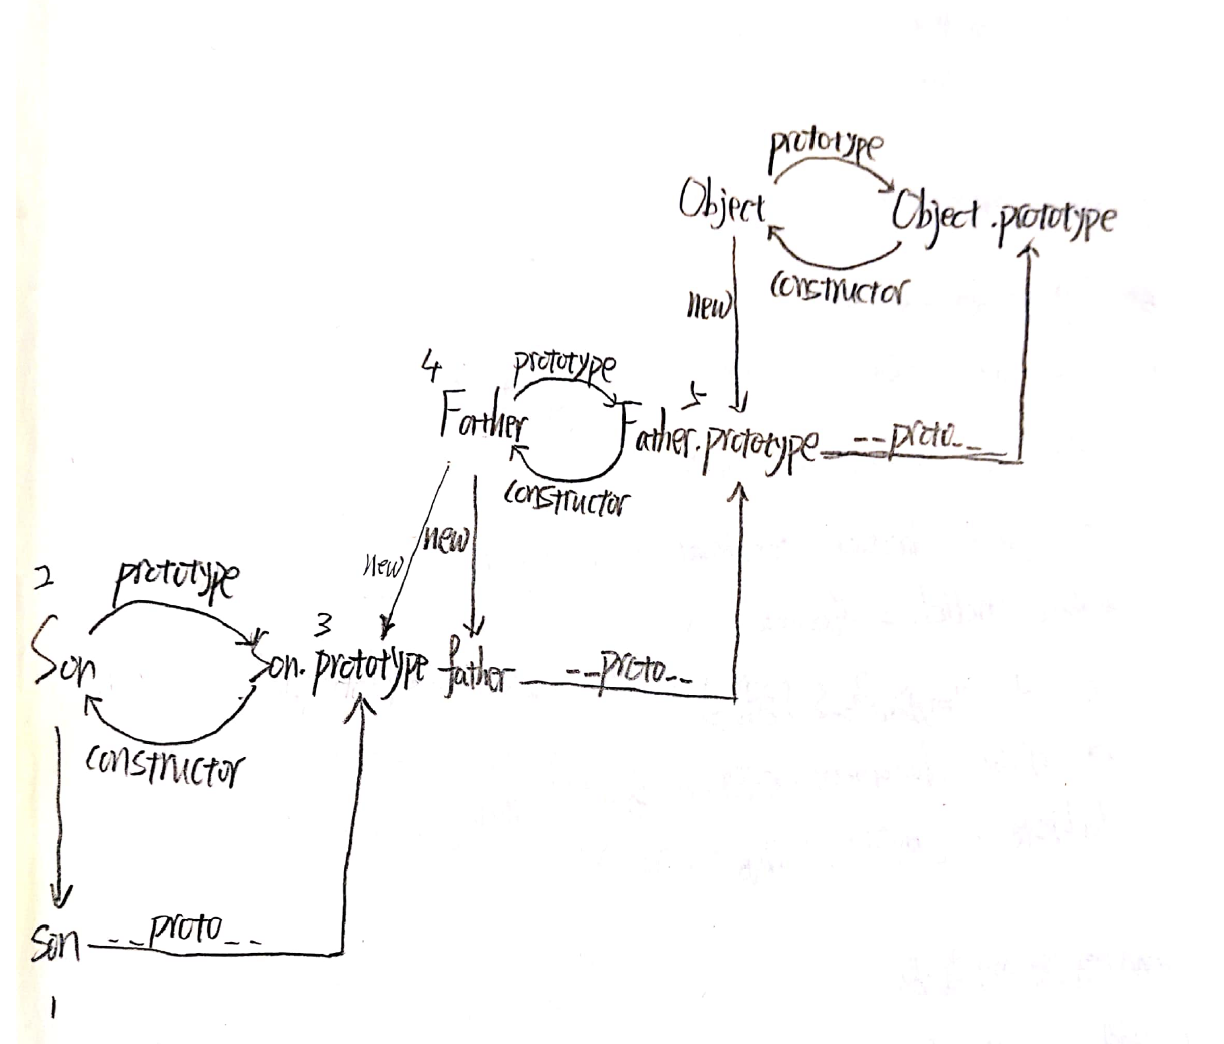 prototype
Object Object.prototype
constructor
new
4 prototype
Farther 5 Father.prototype __proto__
constructor
new
new
2 prototype
3
Son Son.prototype father __proto__
constructor
son __proto__
1